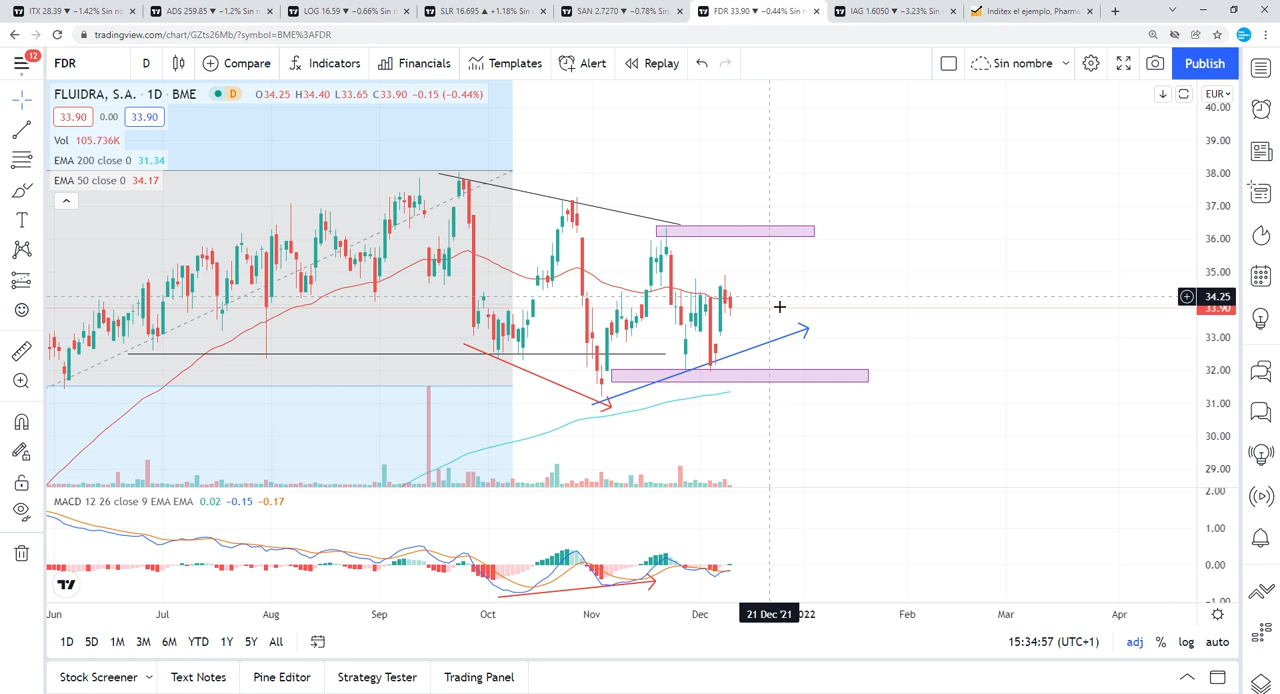 ITX 28.39 ▼ −1.42% Sin n
ADS 259.85 ▼ −1.2% Sin n
LOG 16.59 ▼ −0.66% Sin no
SLR 16.695 ▲ +1.18% Sin
SAN 2.7270 ▼ −0.78% Sin
FDR 33.90 ▼ −0.44% Sin no
IAG 1.6050 ▼ −3.23% Sin
Inditex el ejemplo, Pharma
tradingview.com/chart/GZts26Mb/?symbol=BME%3AFDR
12
FDR
D
Compare
Indicators
Financials
Templates
Alert
Replay
Sin nombre
Publish
FLUIDRA, S.A. · 1D · BME
D
O34.25 H34.40 L33.65 C33.90 −0.15 (−0.44%)
EUR
33.90 0.00 33.90
Vol 105.736K
EMA 200 close 0 31.34
EMA 50 close 0 34.17
40.00
39.00
38.00
37.00
36.00
35.00
34.25
33.90
33.00
32.00
31.00
30.00
29.00
MACD 12 26 close 9 EMA EMA 0.02 −0.15 −0.17
2.00
1.00
0.00
−1.00
Jun Jul Aug Sep Oct Nov Dec 21 Dec '21 2022 Feb Mar Apr
1D 5D 1M 3M 6M YTD 1Y 5Y All
15:34:57 (UTC+1) adj % log auto
Stock Screener Text Notes Pine Editor Strategy Tester Trading Panel